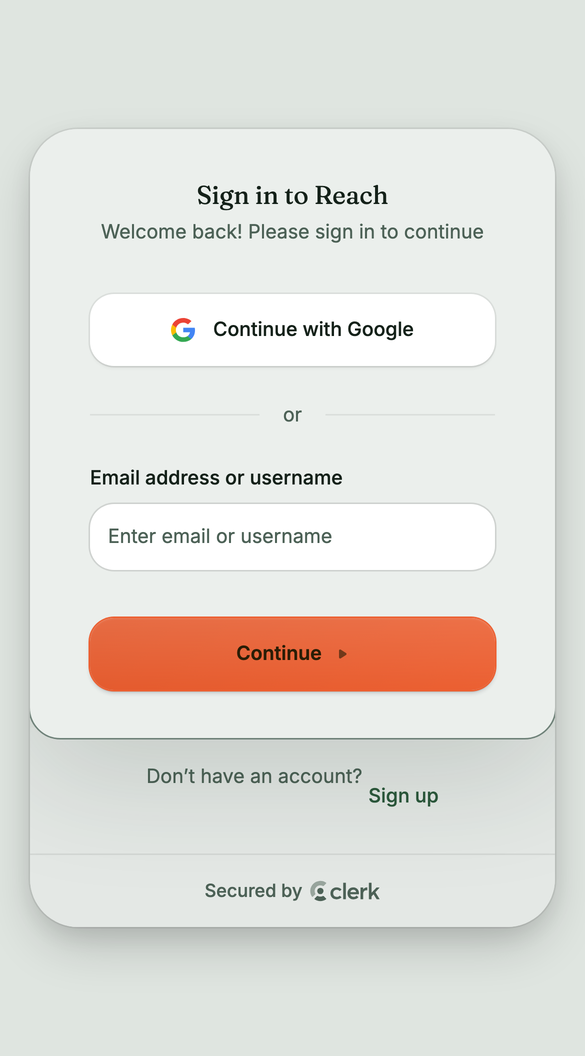 Sign in to Reach
Welcome back! Please sign in to continue
Continue with Google
or
Email address or username
Enter email or username
Continue
Don’t have an account?
Sign up
Secured by clerk